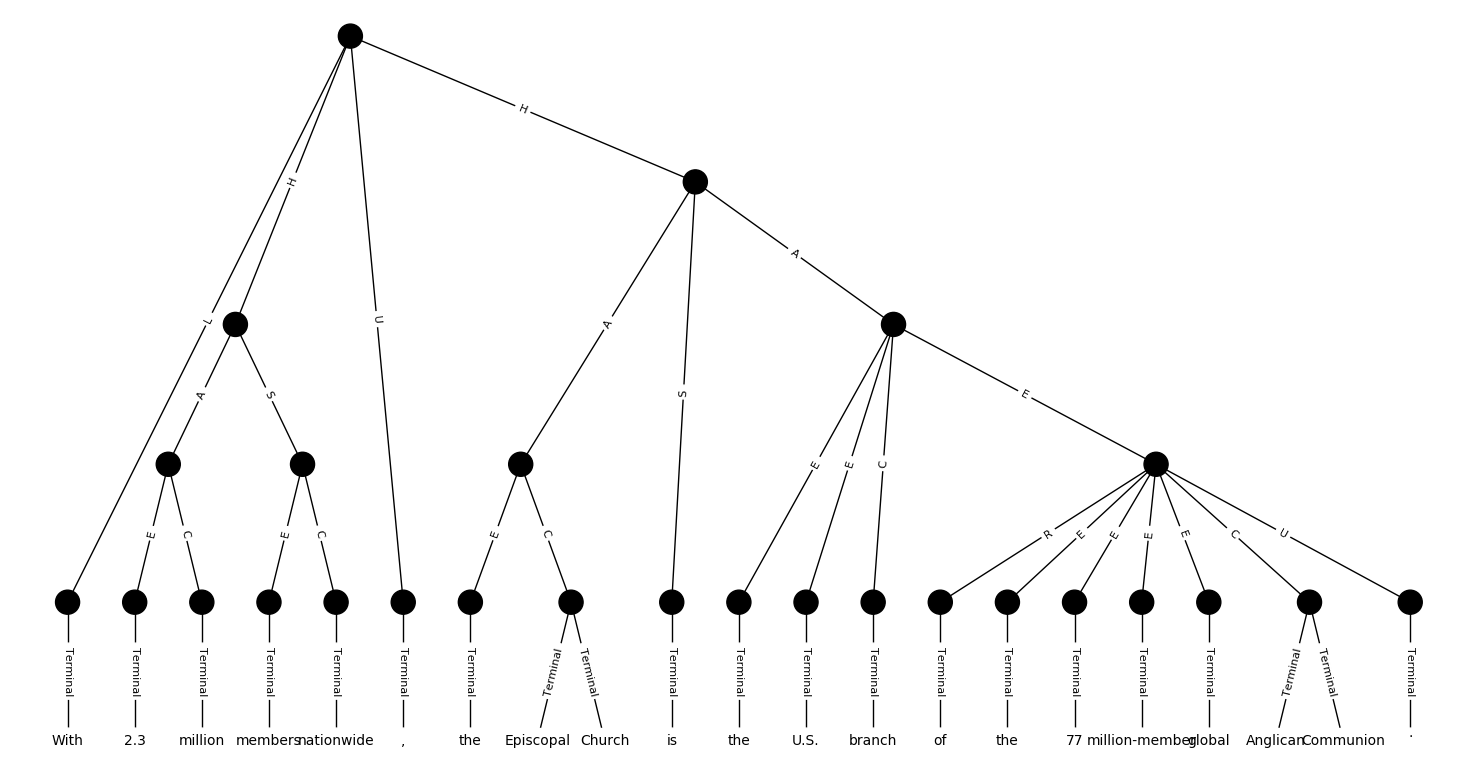 H
H
A
L
U
A
A
S
S
E
E
E
C
E
C
E
C
E
C
E
C
R
E
E
E
E
C
U
Terminal Terminal Terminal Terminal Terminal Terminal Terminal Terminal Terminal Terminal Terminal Terminal Terminal Terminal Terminal Terminal Terminal Terminal Terminal Terminal Terminal
With 2.3 million members nationwide , the Episcopal Church is the U.S. branch of the 77 million-member global Anglican Communion .